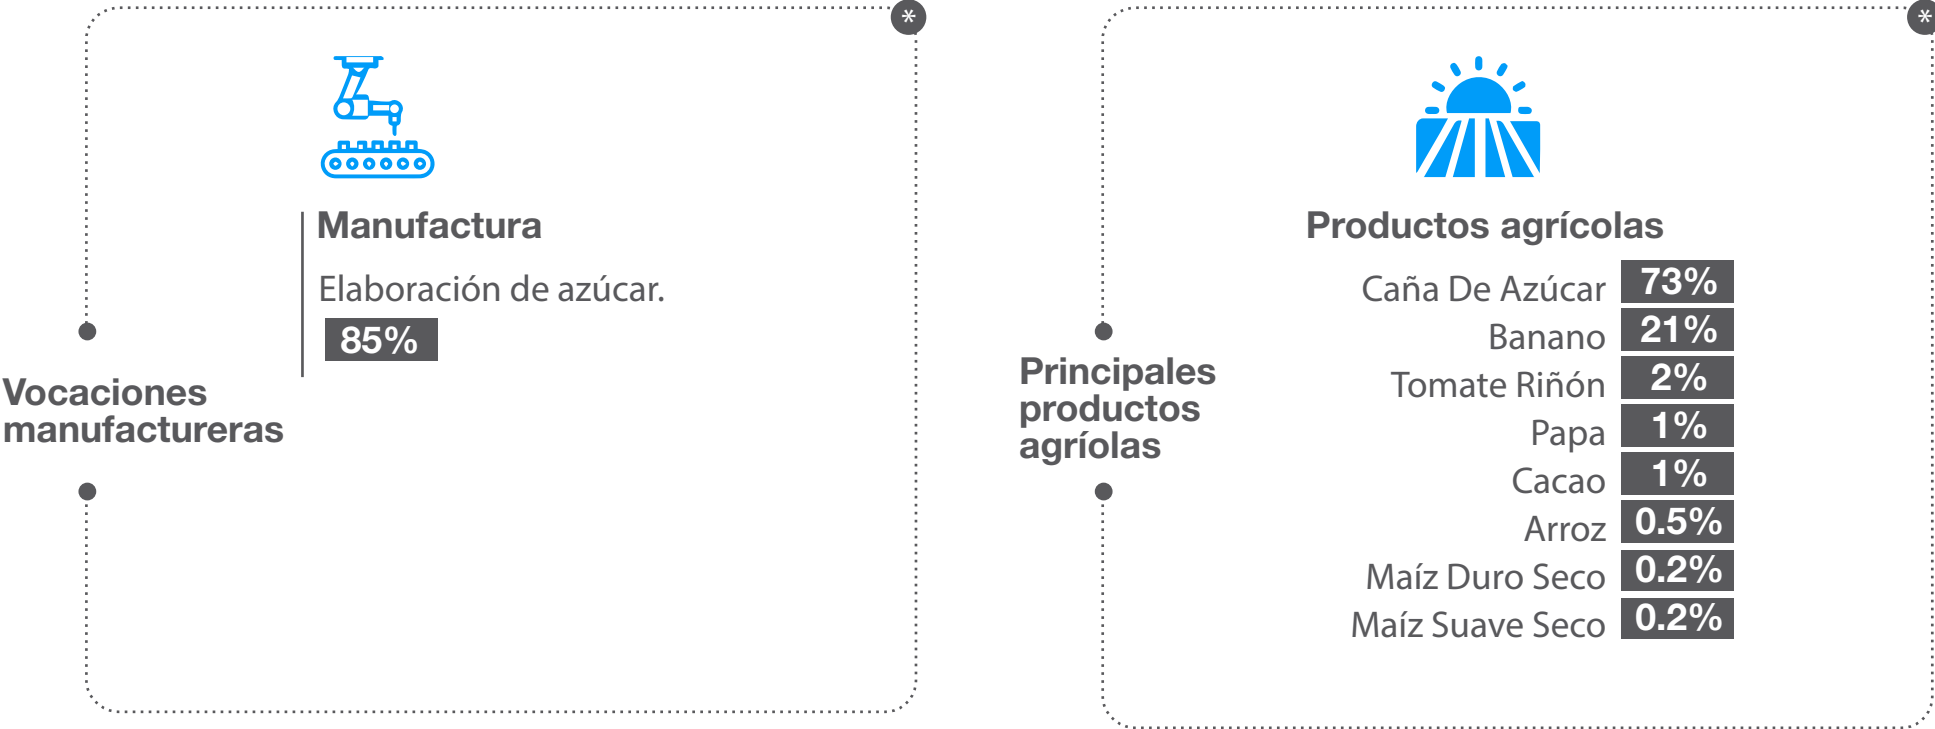 *
Manufactura
Elaboración de azúcar.
85%
Vocaciones
manufactureras
*
Productos agrícolas
Caña De Azúcar 73%
Banano 21%
Tomate Riñón 2%
Papa 1%
Cacao 1%
Arroz 0.5%
Maíz Duro Seco 0.2%
Maíz Suave Seco 0.2%
Principales
productos
agríolas